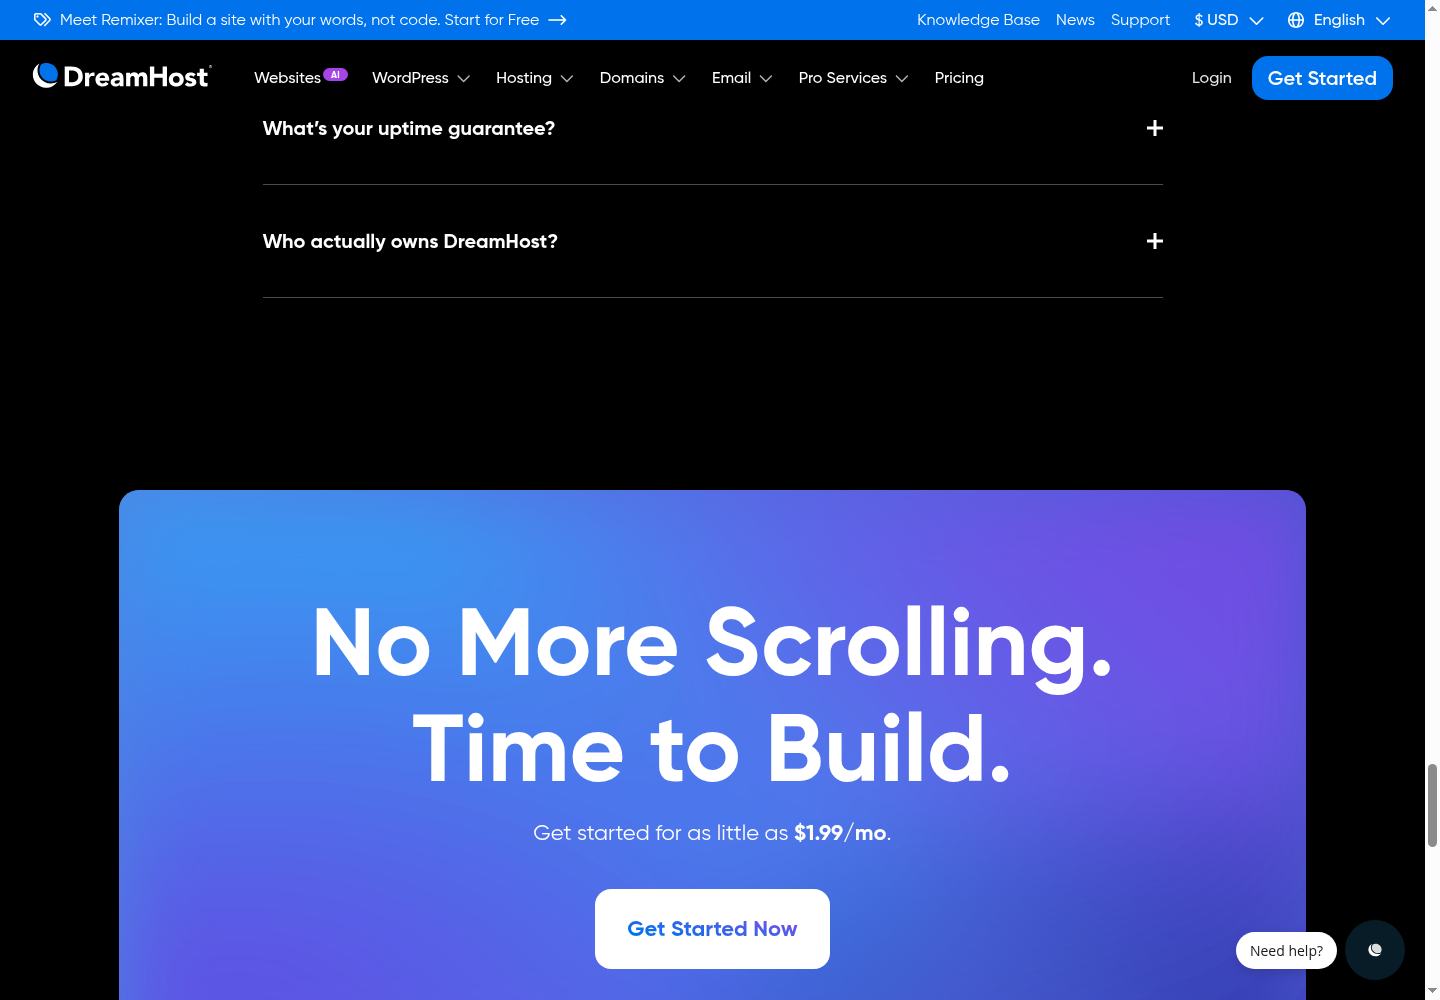 Meet Remixer: Build a site with your words, not code. Start for Free
Knowledge Base News Support $ USD English
DreamHost
Websites AI WordPress Hosting Domains Email Pro Services Pricing
Login Get Started
What’s your uptime guarantee?
Who actually owns DreamHost?
No More Scrolling.
Time to Build.
Get started for as little as $1.99/mo.
Get Started Now
Need help?